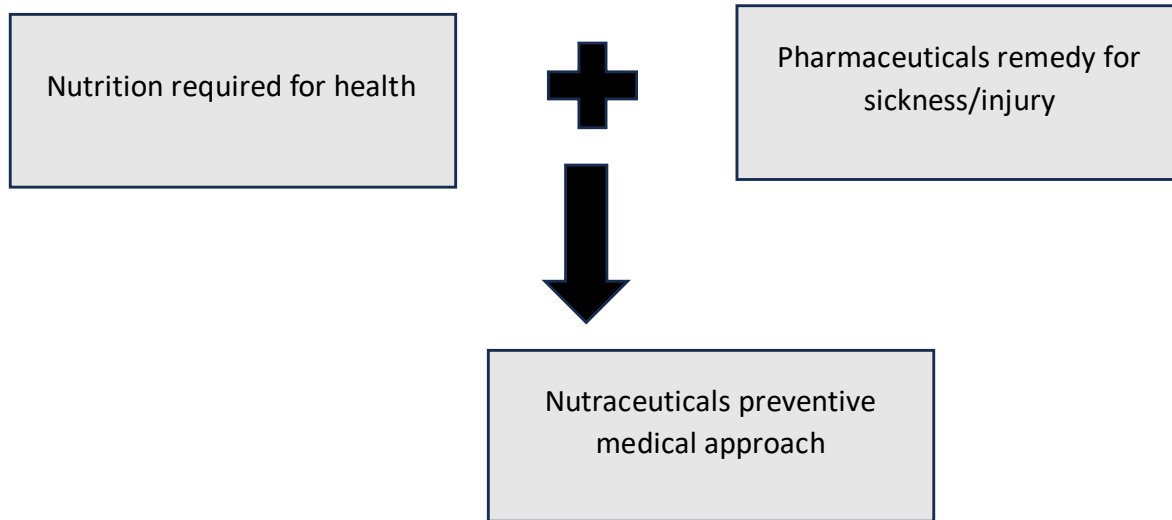 Nutrition required for health
Pharmaceuticals remedy for
sickness/injury
Nutraceuticals preventive
medical approach